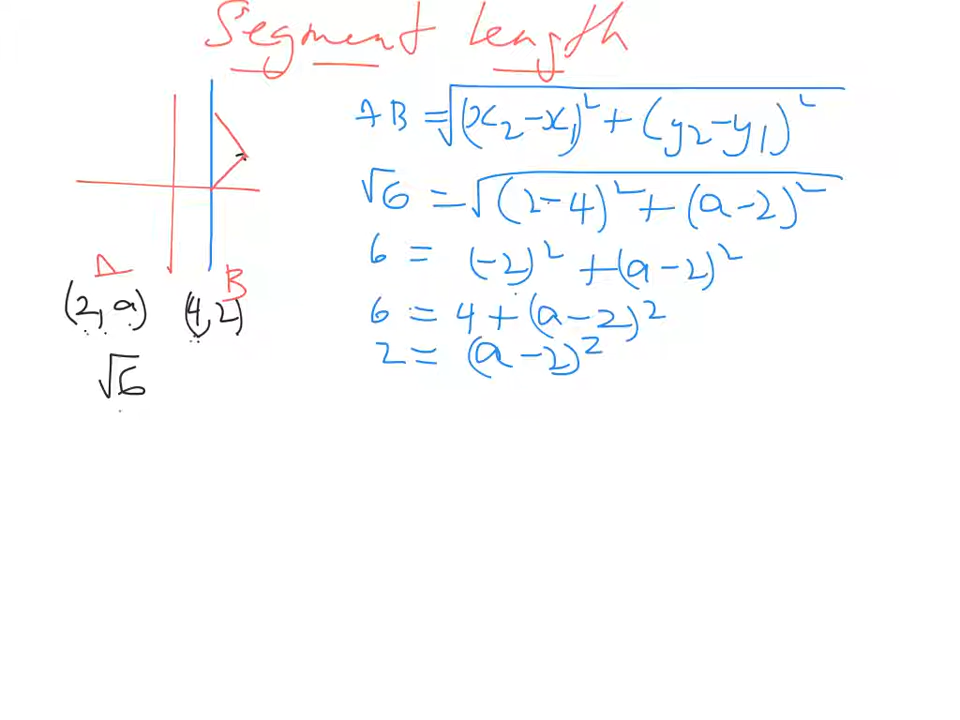 Segment length
AB = √(x₂-x₁)² + (y₂-y₁)²
√6 = √(2-4)² + (a-2)²
6 = (-2)² + (a-2)²
6 = 4 + (a-2)²
2 = (a-2)²
A B
(2, a) (4, 2)
√6